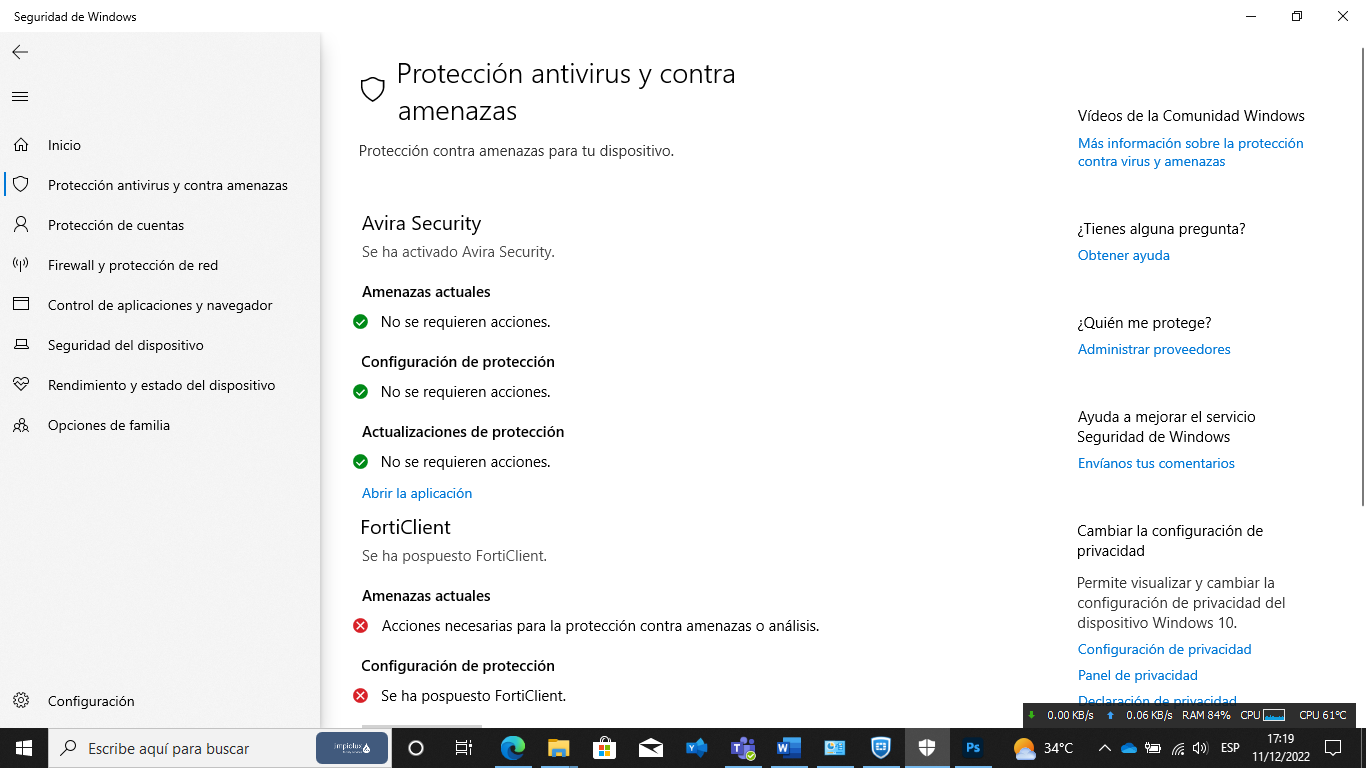 Seguridad de Windows
Inicio
Protección antivirus y contra amenazas
Protección de cuentas
Firewall y protección de red
Control de aplicaciones y navegador
Seguridad del dispositivo
Rendimiento y estado del dispositivo
Opciones de familia
Configuración
Protección antivirus y contra
amenazas
Protección contra amenazas para tu dispositivo.
Avira Security
Se ha activado Avira Security.
Amenazas actuales
No se requieren acciones.
Configuración de protección
No se requieren acciones.
Actualizaciones de protección
No se requieren acciones.
Abrir la aplicación
FortiClient
Se ha pospuesto FortiClient.
Amenazas actuales
Acciones necesarias para la protección contra amenazas o análisis.
Configuración de protección
Se ha pospuesto FortiClient.
Vídeos de la Comunidad Windows
Más información sobre la protección
contra virus y amenazas
¿Tienes alguna pregunta?
Obtener ayuda
¿Quién me protege?
Administrar proveedores
Ayuda a mejorar el servicio
Seguridad de Windows
Envíanos tus comentarios
Cambiar la configuración de
privacidad
Permite visualizar y cambiar la
configuración de privacidad del
dispositivo Windows 10.
Configuración de privacidad
Panel de privacidad
Declaración de privacidad
0.00 KB/s 0.06 KB/s RAM 84% CPU CPU 61ºC
Escribe aquí para buscar
impiolux
Ps
34°C
ESP
17:19
11/12/2022